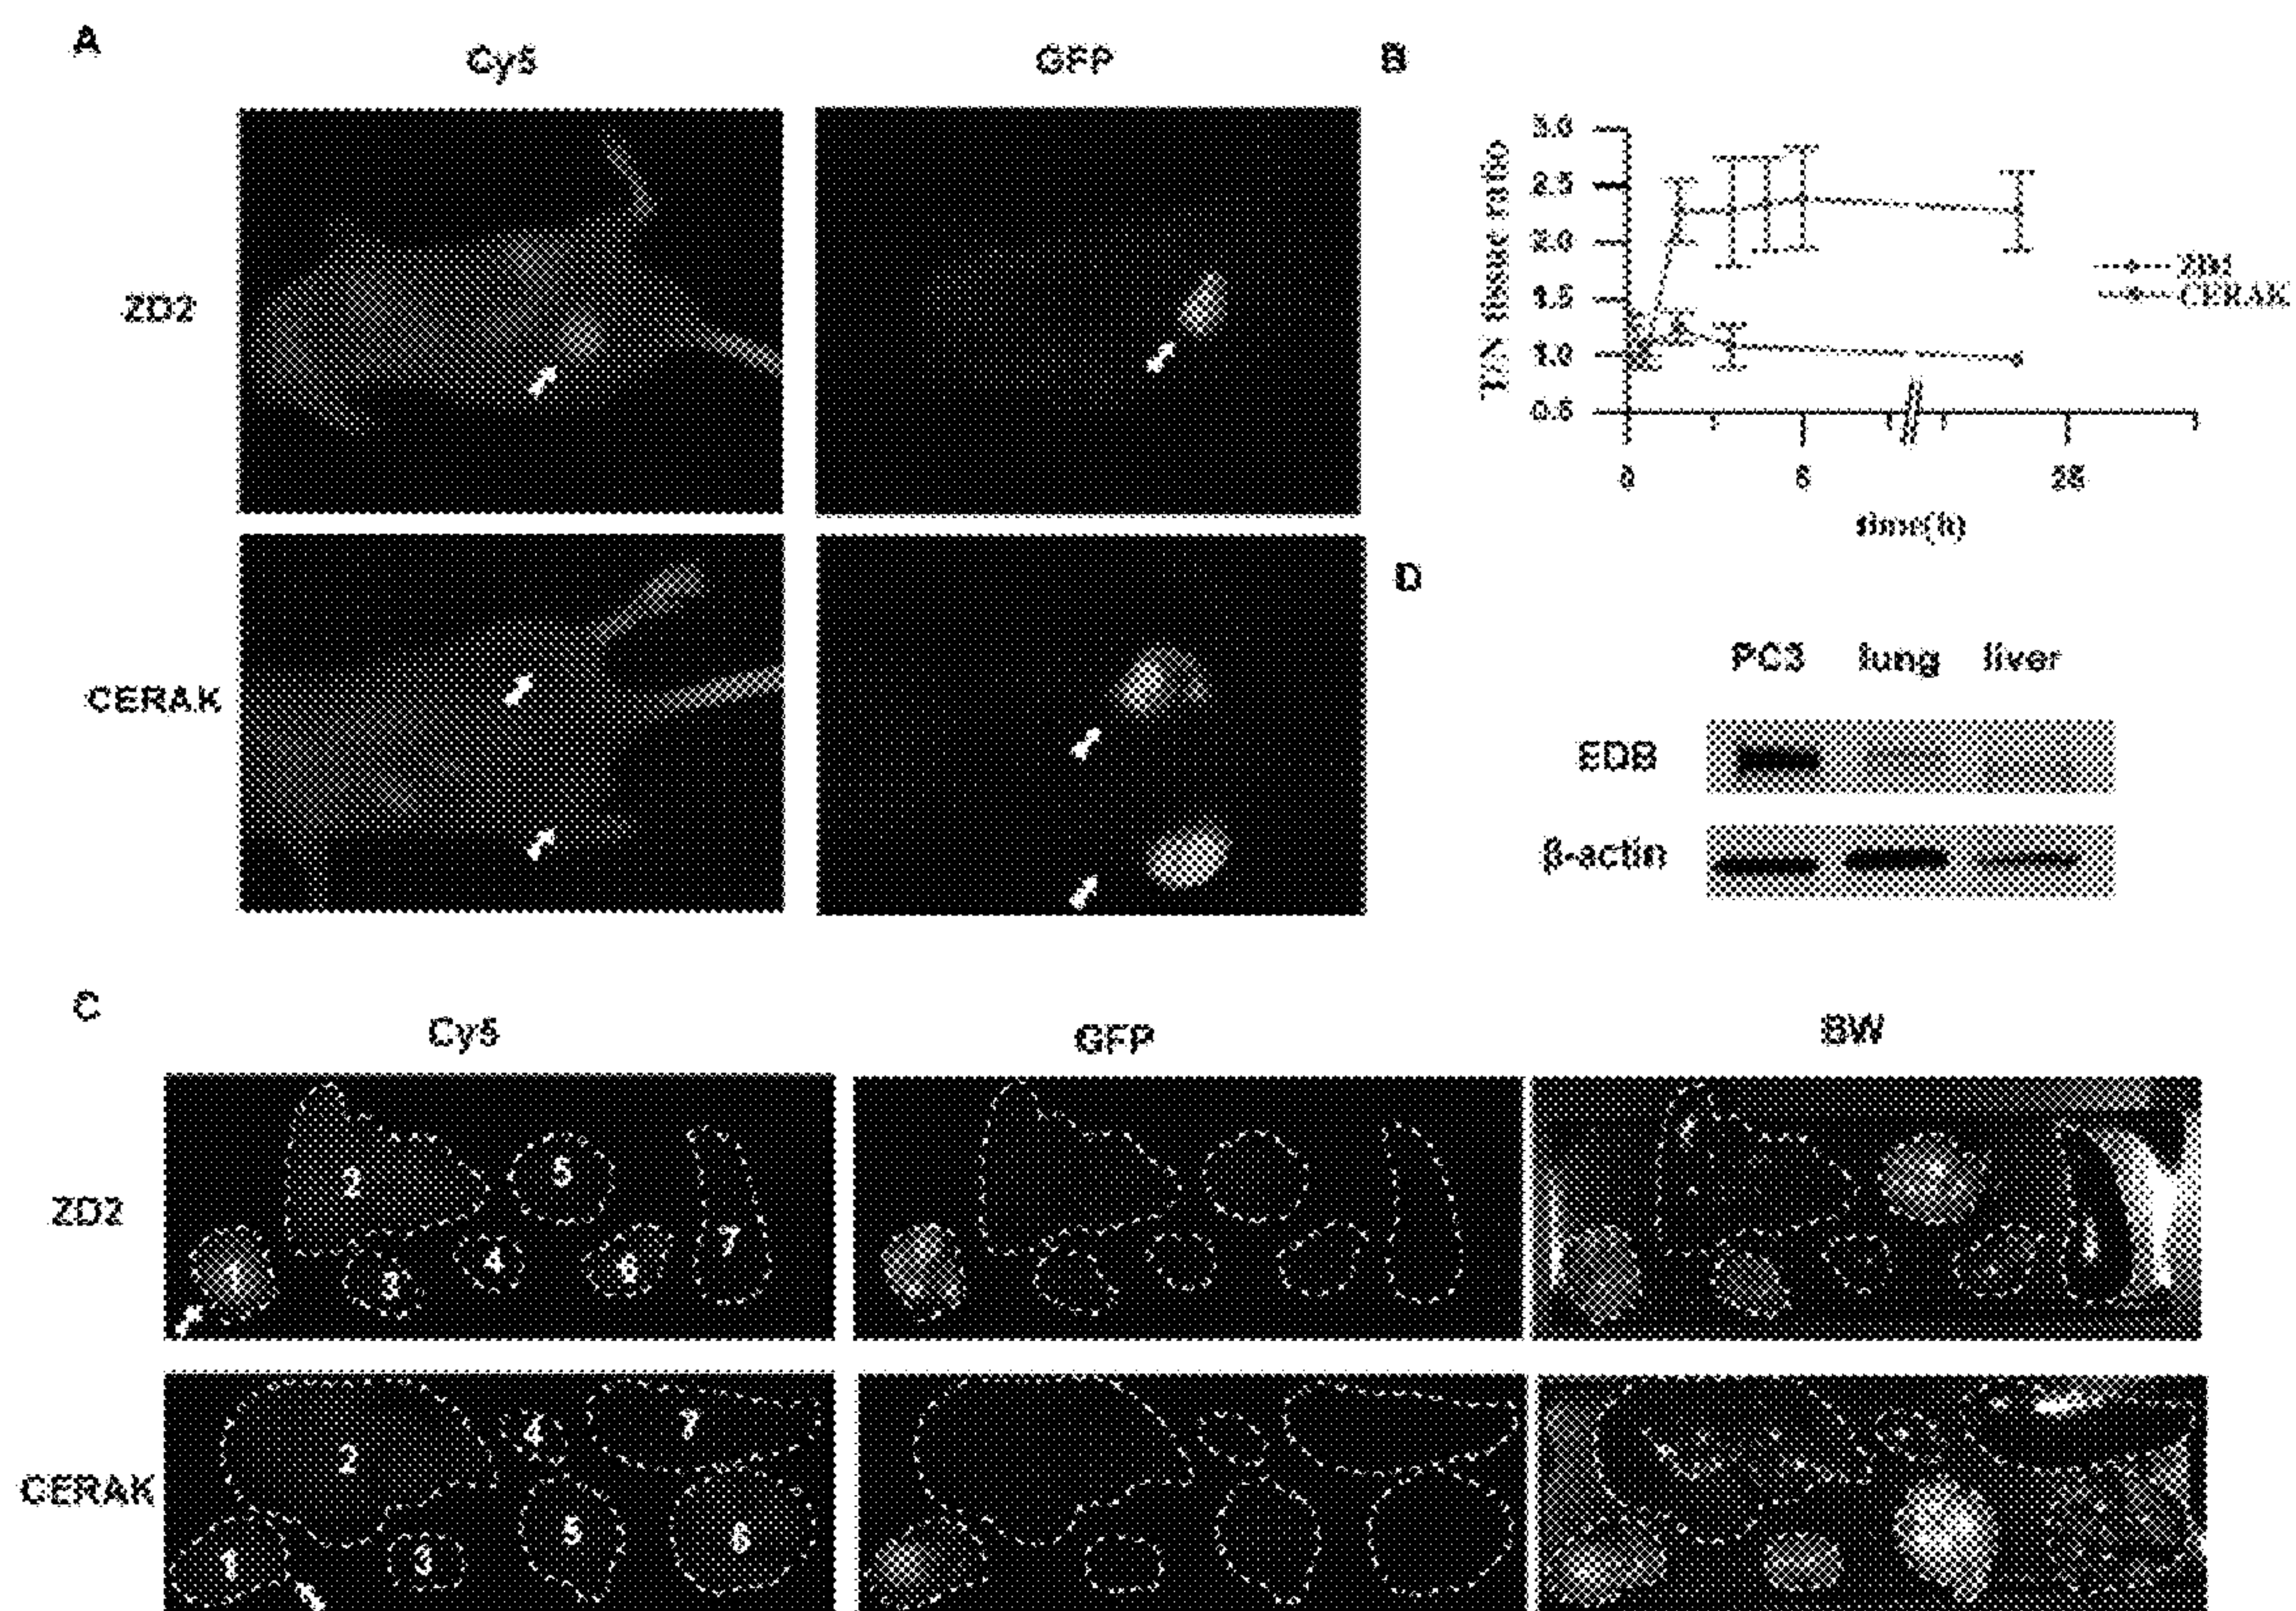 A
Cy5
GFP
ZD2
CERAK
B
T/N tissue ratio
3.0
2.5
2.0
1.5
1.0
0.5
0
25
time(h)
CERAK
D
PC3 lung liver
EDB
β-actin
C
Cy5
GFP
BW
ZD2
1
2
3
4
5
6
7
CERAK
1
2
3
4
5
6
7